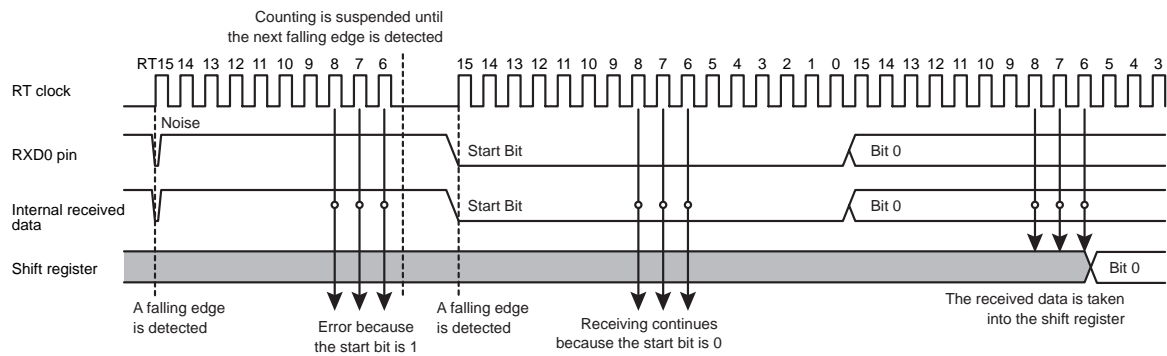 Counting is suspended until
the next falling edge is detected
RT15 14 13 12 11 10 9 8 7 6 15 14 13 12 11 10 9 8 7 6 5 4 3 2 1 0 15 14 13 12 11 10 9 8 7 6 5 4 3
RT clock
Noise
RXD0 pin
Start Bit
Bit 0
Internal received
data
Start Bit
Bit 0
Shift register
Bit 0
A falling edge
is detected
Error because
the start bit is 1
A falling edge
is detected
Receiving continues
because the start bit is 0
The received data is taken
into the shift register